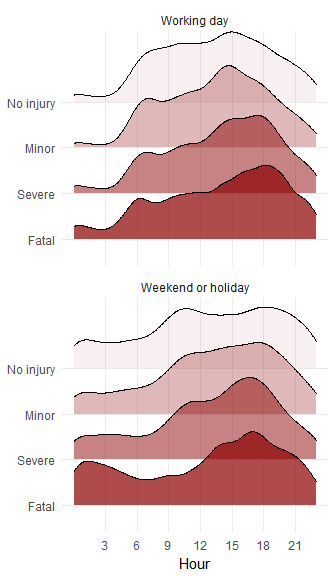 Working day
No injury
Minor
Severe
Fatal
Weekend or holiday
No injury
Minor
Severe
Fatal
3 6 9 12 15 18 21
Hour